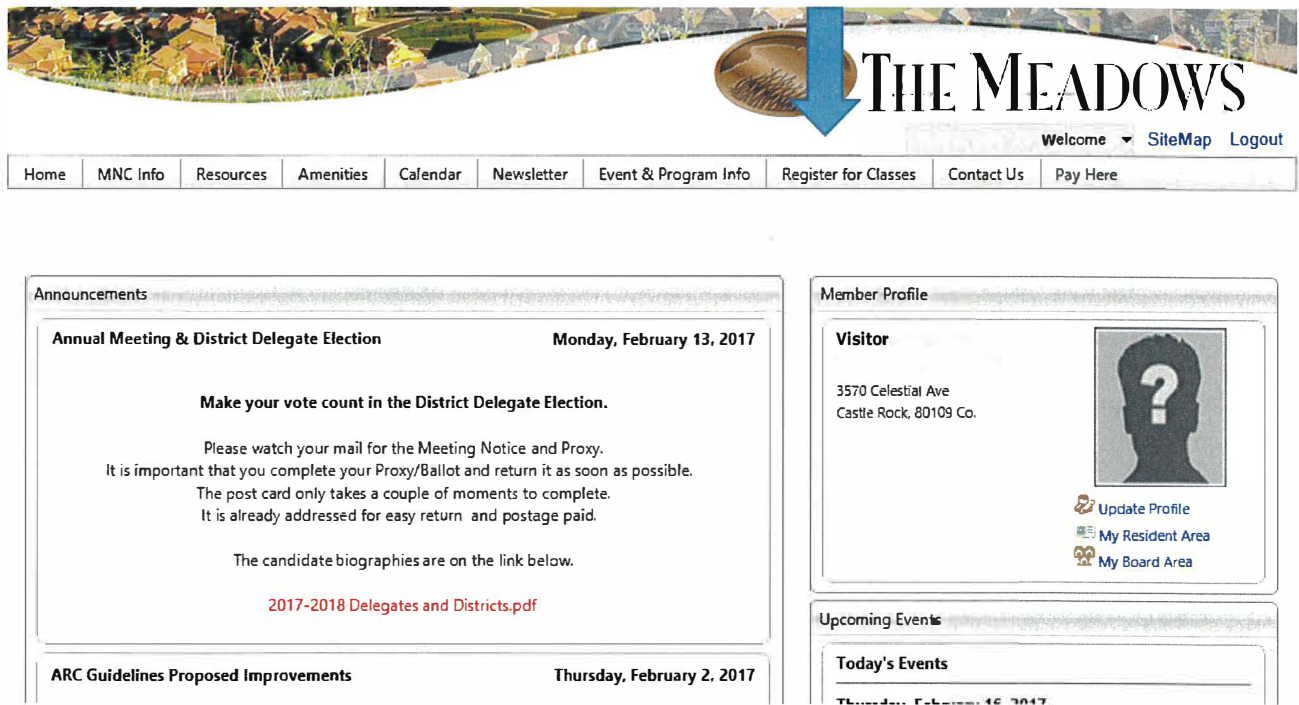 THE MEADOWS
Welcome SiteMap Logout
Home MNC Info Resources Amenities Calendar Newsletter Event & Program Info Register for Classes Contact Us Pay Here
Announcements
Annual Meeting & District Delegate Election Monday, February 13, 2017
Make your vote count in the District Delegate Election.
Please watch your mail for the Meeting Notice and Proxy.
It is important that you complete your Proxy/Ballot and return it as soon as possible.
The post card only takes a couple of moments to complete.
It is already addressed for easy return and postage paid.
The candidate biographies are on the link below.
2017-2018 Delegates and Districts.pdf
ARC Guidelines Proposed Improvements Thursday, February 2, 2017
Member Profile
Visitor
3570 Celestial Ave
Castle Rock, 80109 Co.
?
Update Profile
My Resident Area
My Board Area
Upcoming Events
Today's Events
Thursday, February 16, 2017